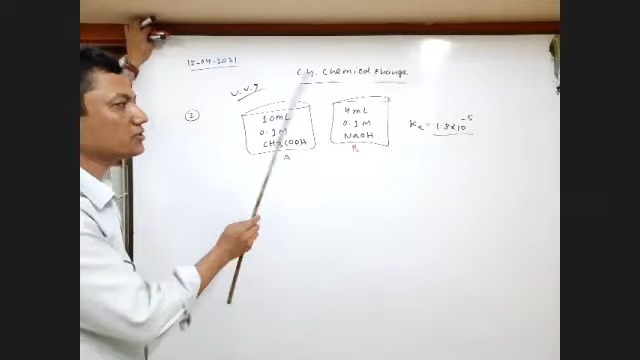 12-04-2021
Ch. Chemical change
V.V.I
②
10mL
0.1M
CH3COOH
A
4mL
0.1M
NaOH
B
Ka = 1.8×10⁻⁵